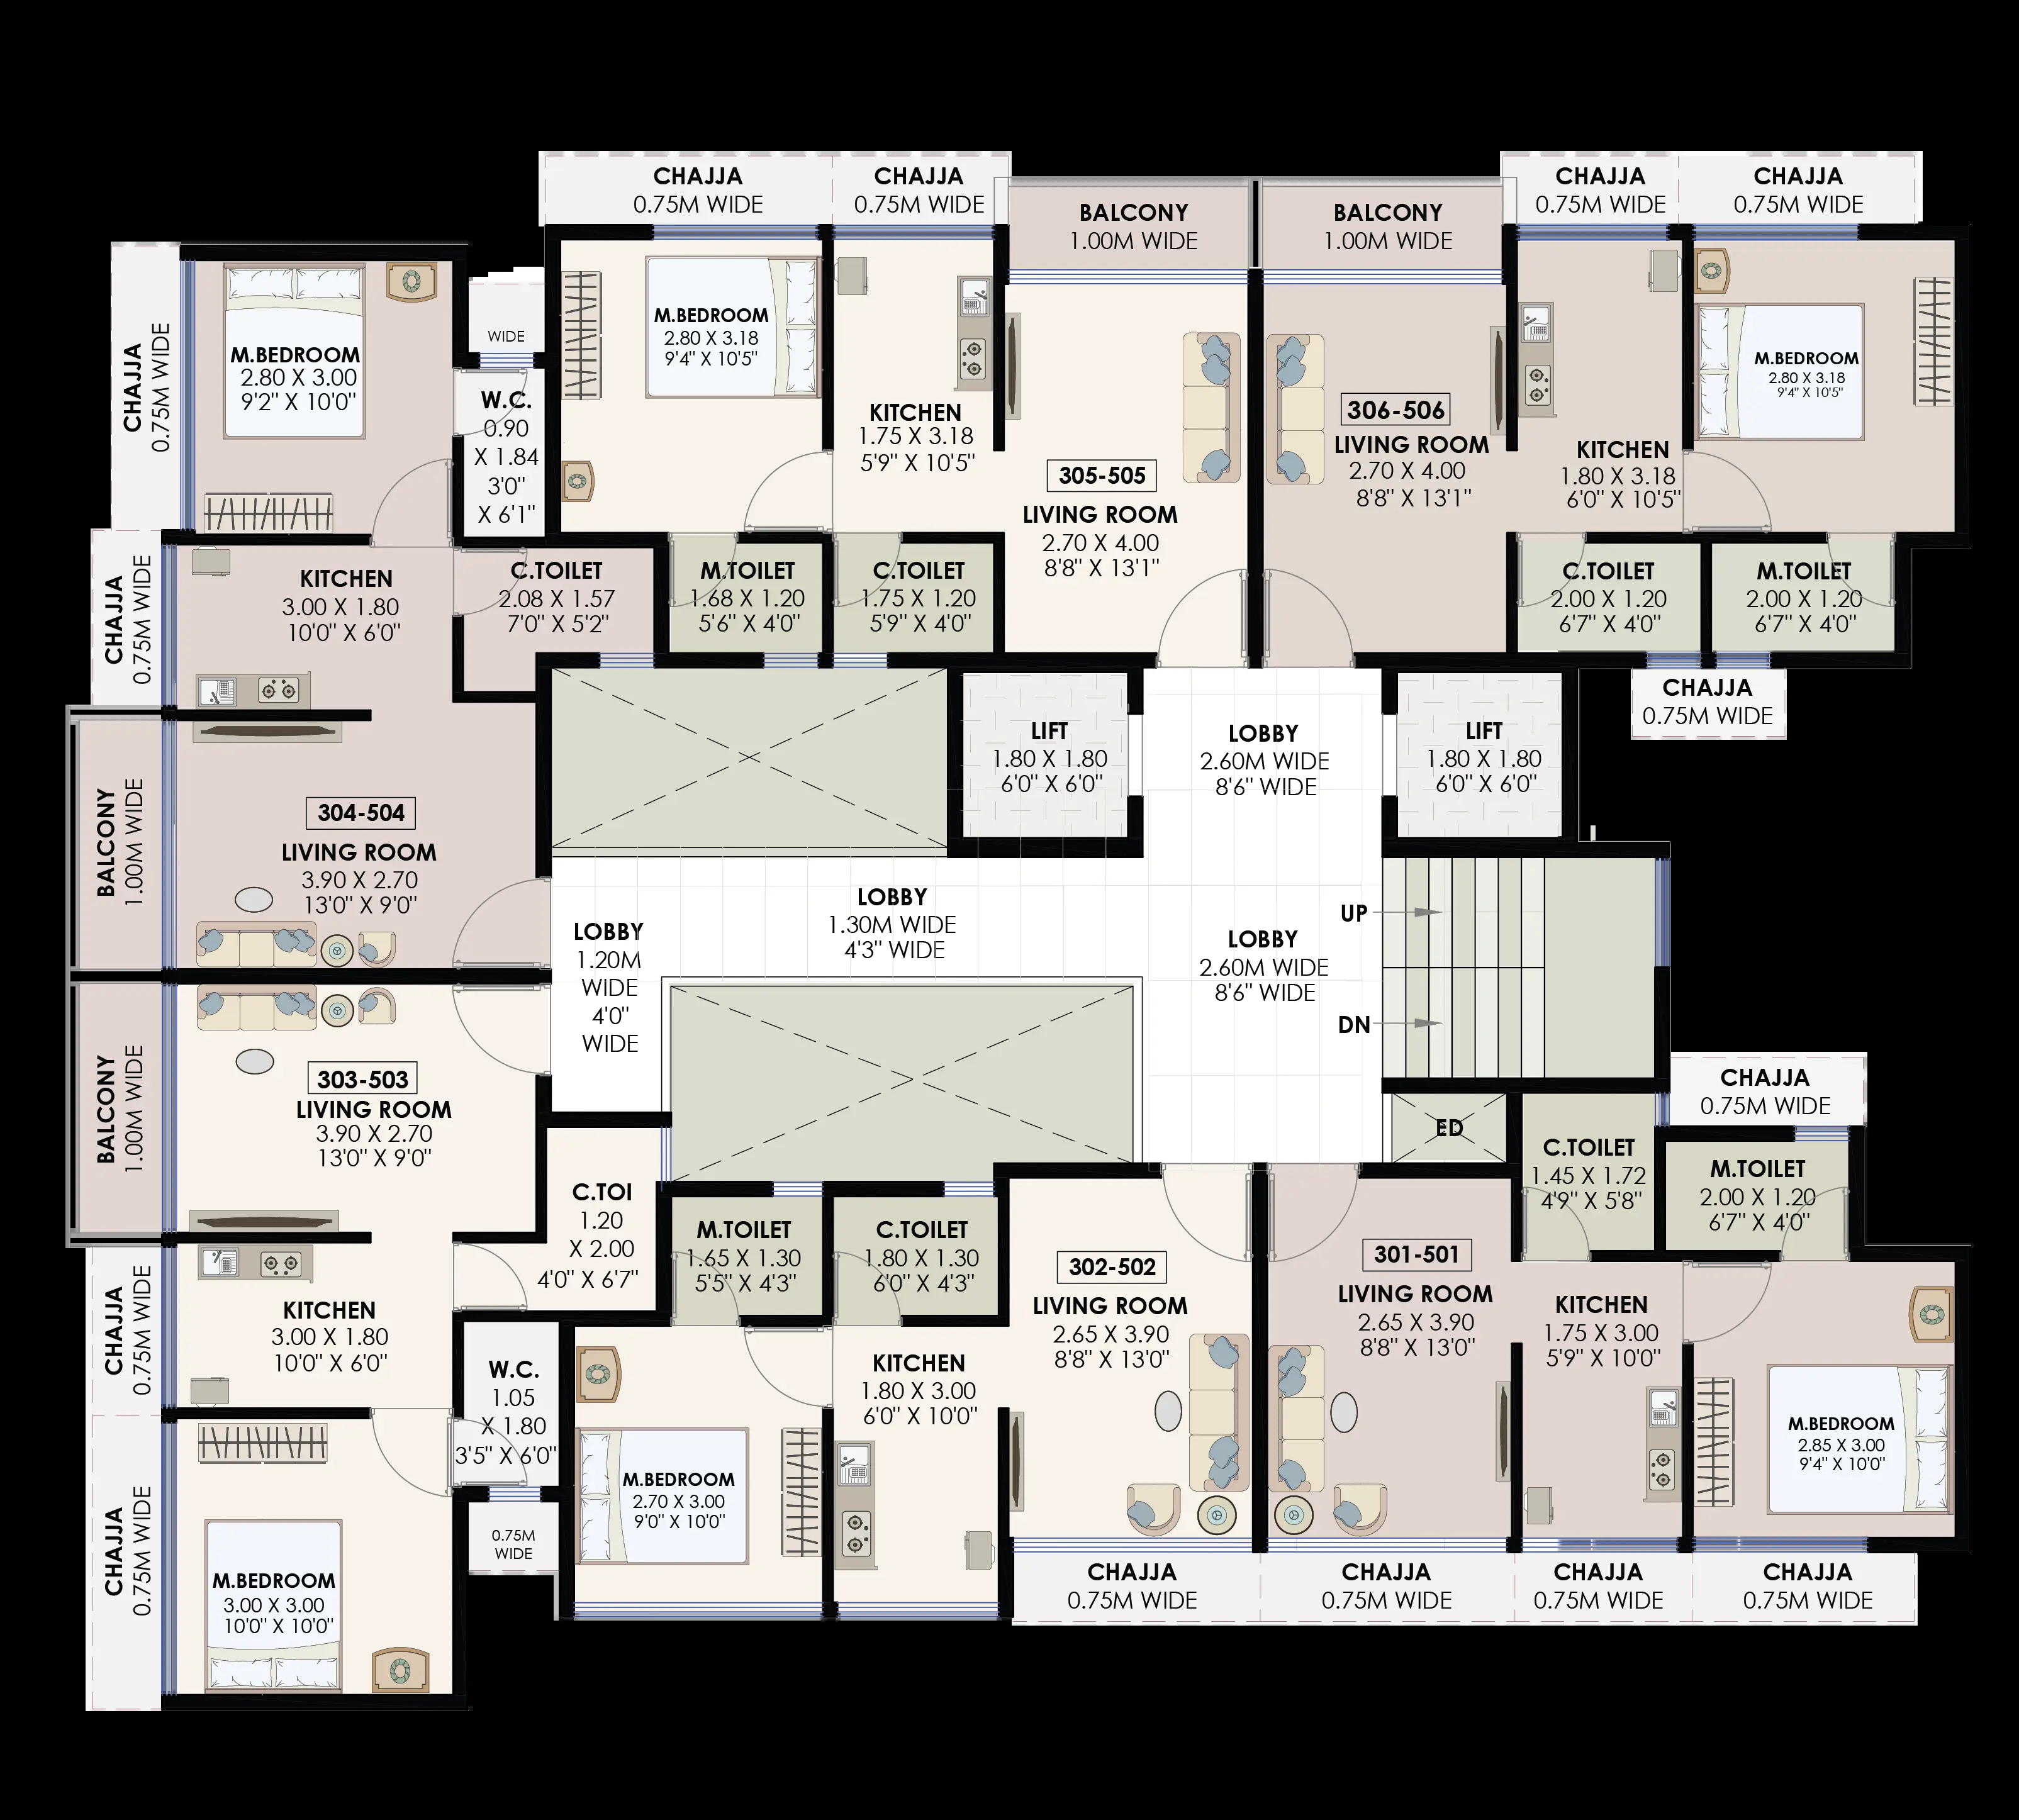 CHAJJA
0.75M WIDE
CHAJJA
0.75M WIDE
BALCONY
1.00M WIDE
BALCONY
1.00M WIDE
CHAJJA
0.75M WIDE
CHAJJA
0.75M WIDE
CHAJJA
0.75M WIDE
M.BEDROOM
2.80 X 3.00
9'2" X 10'0"
WIDE
W.C.
0.90
X 1.84
3'0"
X 6'1"
M.BEDROOM
2.80 X 3.18
9'4" X 10'5"
KITCHEN
1.75 X 3.18
5'9" X 10'5"
305-505
LIVING ROOM
2.70 X 4.00
8'8" X 13'1"
306-506
LIVING ROOM
2.70 X 4.00
8'8" X 13'1"
KITCHEN
1.80 X 3.18
6'0" X 10'5"
M.BEDROOM
2.80 X 3.18
9'4" X 10'5"
CHAJJA
0.75M WIDE
KITCHEN
3.00 X 1.80
10'0" X 6'0"
C.TOILET
2.08 X 1.57
7'0" X 5'2"
M.TOILET
1.68 X 1.20
5'6" X 4'0"
C.TOILET
1.75 X 1.20
5'9" X 4'0"
C.TOILET
2.00 X 1.20
6'7" X 4'0"
M.TOILET
2.00 X 1.20
6'7" X 4'0"
CHAJJA
0.75M WIDE
LIFT
1.80 X 1.80
6'0" X 6'0"
LOBBY
2.60M WIDE
8'6" WIDE
LIFT
1.80 X 1.80
6'0" X 6'0"
BALCONY
1.00M WIDE
304-504
LIVING ROOM
3.90 X 2.70
13'0" X 9'0"
LOBBY
1.20M
WIDE
4'0"
WIDE
LOBBY
1.30M WIDE
4'3" WIDE
LOBBY
2.60M WIDE
8'6" WIDE
UP
DN
BALCONY
1.00M WIDE
303-503
LIVING ROOM
3.90 X 2.70
13'0" X 9'0"
CHAJJA
0.75M WIDE
ED
C.TOILET
1.45 X 1.72
4'9" X 5'8"
M.TOILET
2.00 X 1.20
6'7" X 4'0"
C.TOI
1.20
X 2.00
4'0" X 6'7"
M.TOILET
1.65 X 1.30
5'5" X 4'3"
C.TOILET
1.80 X 1.30
6'0" X 4'3"
302-502
LIVING ROOM
2.65 X 3.90
8'8" X 13'0"
301-501
LIVING ROOM
2.65 X 3.90
8'8" X 13'0"
KITCHEN
1.75 X 3.00
5'9" X 10'0"
CHAJJA
0.75M WIDE
KITCHEN
3.00 X 1.80
10'0" X 6'0"
W.C.
1.05
X 1.80
3'5" X 6'0"
KITCHEN
1.80 X 3.00
6'0" X 10'0"
M.BEDROOM
2.70 X 3.00
9'0" X 10'0"
M.BEDROOM
2.85 X 3.00
9'4" X 10'0"
CHAJJA
0.75M WIDE
0.75M
WIDE
M.BEDROOM
3.00 X 3.00
10'0" X 10'0"
CHAJJA
0.75M WIDE
CHAJJA
0.75M WIDE
CHAJJA
0.75M WIDE
CHAJJA
0.75M WIDE